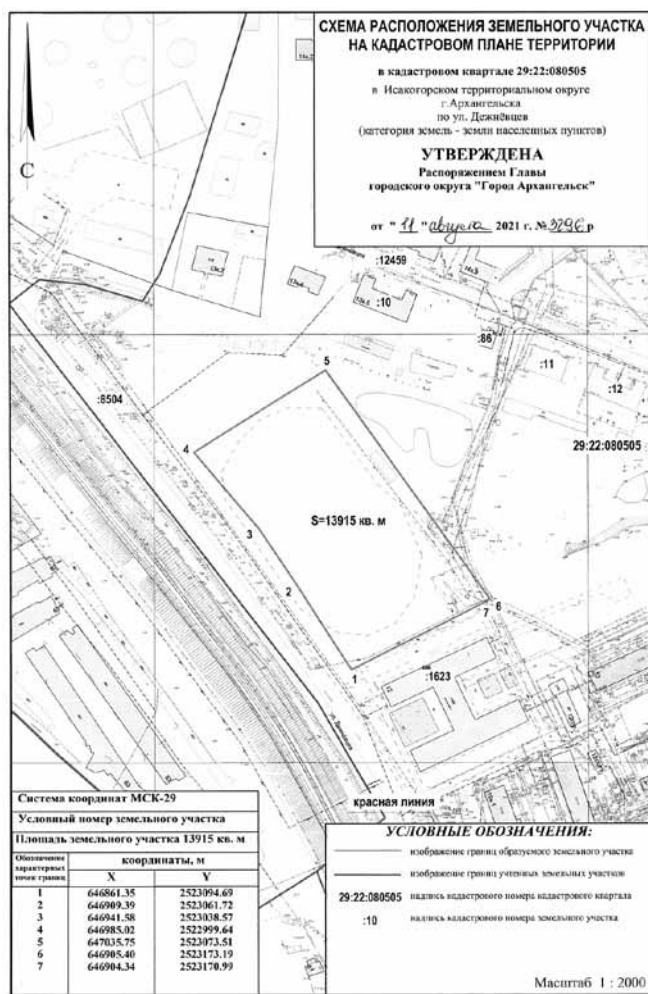 СХЕМА РАСПОЛОЖЕНИЯ ЗЕМЕЛЬНОГО УЧАСТКА
НА КАДАСТРОВОМ ПЛАНЕ ТЕРРИТОРИИ
в кадастровом квартале 29:22:080505
в Исакогорском территориальном округе
г.Архангельска
по ул. Дежнёвцев
(категория земель - земли населенных пунктов)
УТВЕРЖДЕНА
Распоряжением Главы
городского округа "Город Архангельск"
от "11" августа 2021 г. № 3296р
С
:12459
:10
:86
:11
:12
5
:8504
29:22:080505
4
S=13915 кв. м
3
2
7 6
1
:1623
ул. Дежнёвцев
красная линия
Система координат МСК-29
Условный номер земельного участка
Площадь земельного участка 13915 кв. м
Обозначение характерных точек границ
координаты, м
X Y
1 646861.35 2523094.69
2 646909.39 2523061.72
3 646941.58 2523038.57
4 646985.02 2522999.64
5 647035.75 2523073.51
6 646905.40 2523173.19
7 646904.34 2523170.99
УСЛОВНЫЕ ОБОЗНАЧЕНИЯ:
изображение границ образуемого земельного участка
изображение границ учтенных земельных участков
29:22:080505 надпись кадастрового номера кадастрового квартала
:10 надпись кадастрового номера земельного участка
Масштаб 1 : 2000